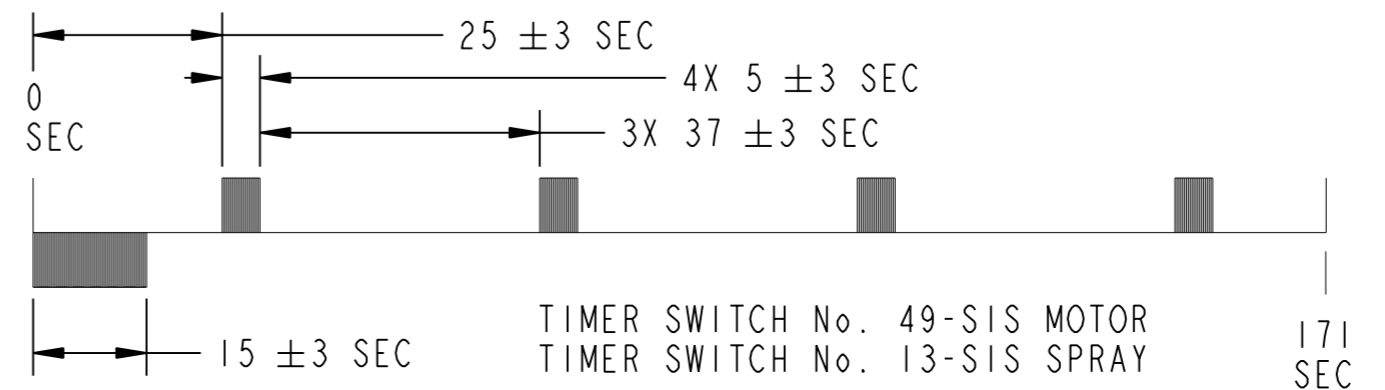 25 ±3 SEC
4X 5 ±3 SEC
0
SEC
3X 37 ±3 SEC
15 ±3 SEC
TIMER SWITCH No. 49-SIS MOTOR
TIMER SWITCH No. 13-SIS SPRAY
171
SEC